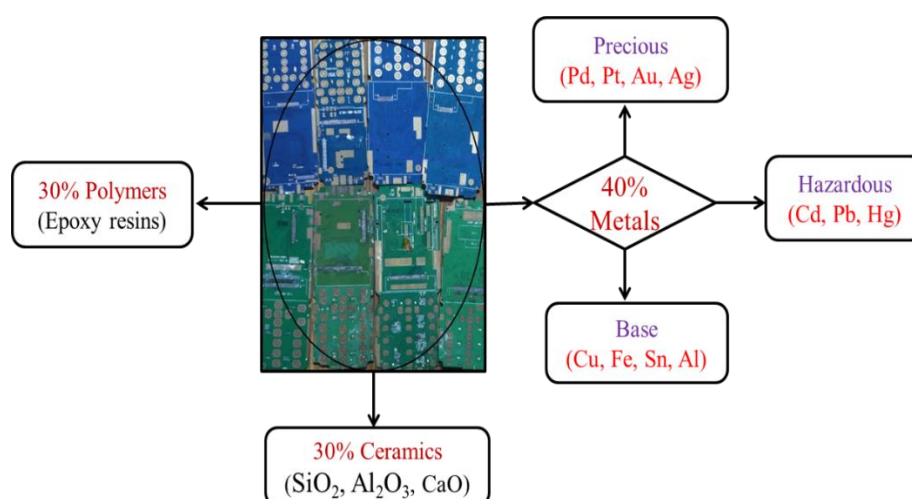 Precious
(Pd, Pt, Au, Ag)
30% Polymers
(Epoxy resins)
40%
Metals
Hazardous
(Cd, Pb, Hg)
Base
(Cu, Fe, Sn, Al)
30% Ceramics
(SiO₂, Al₂O₃, CaO)